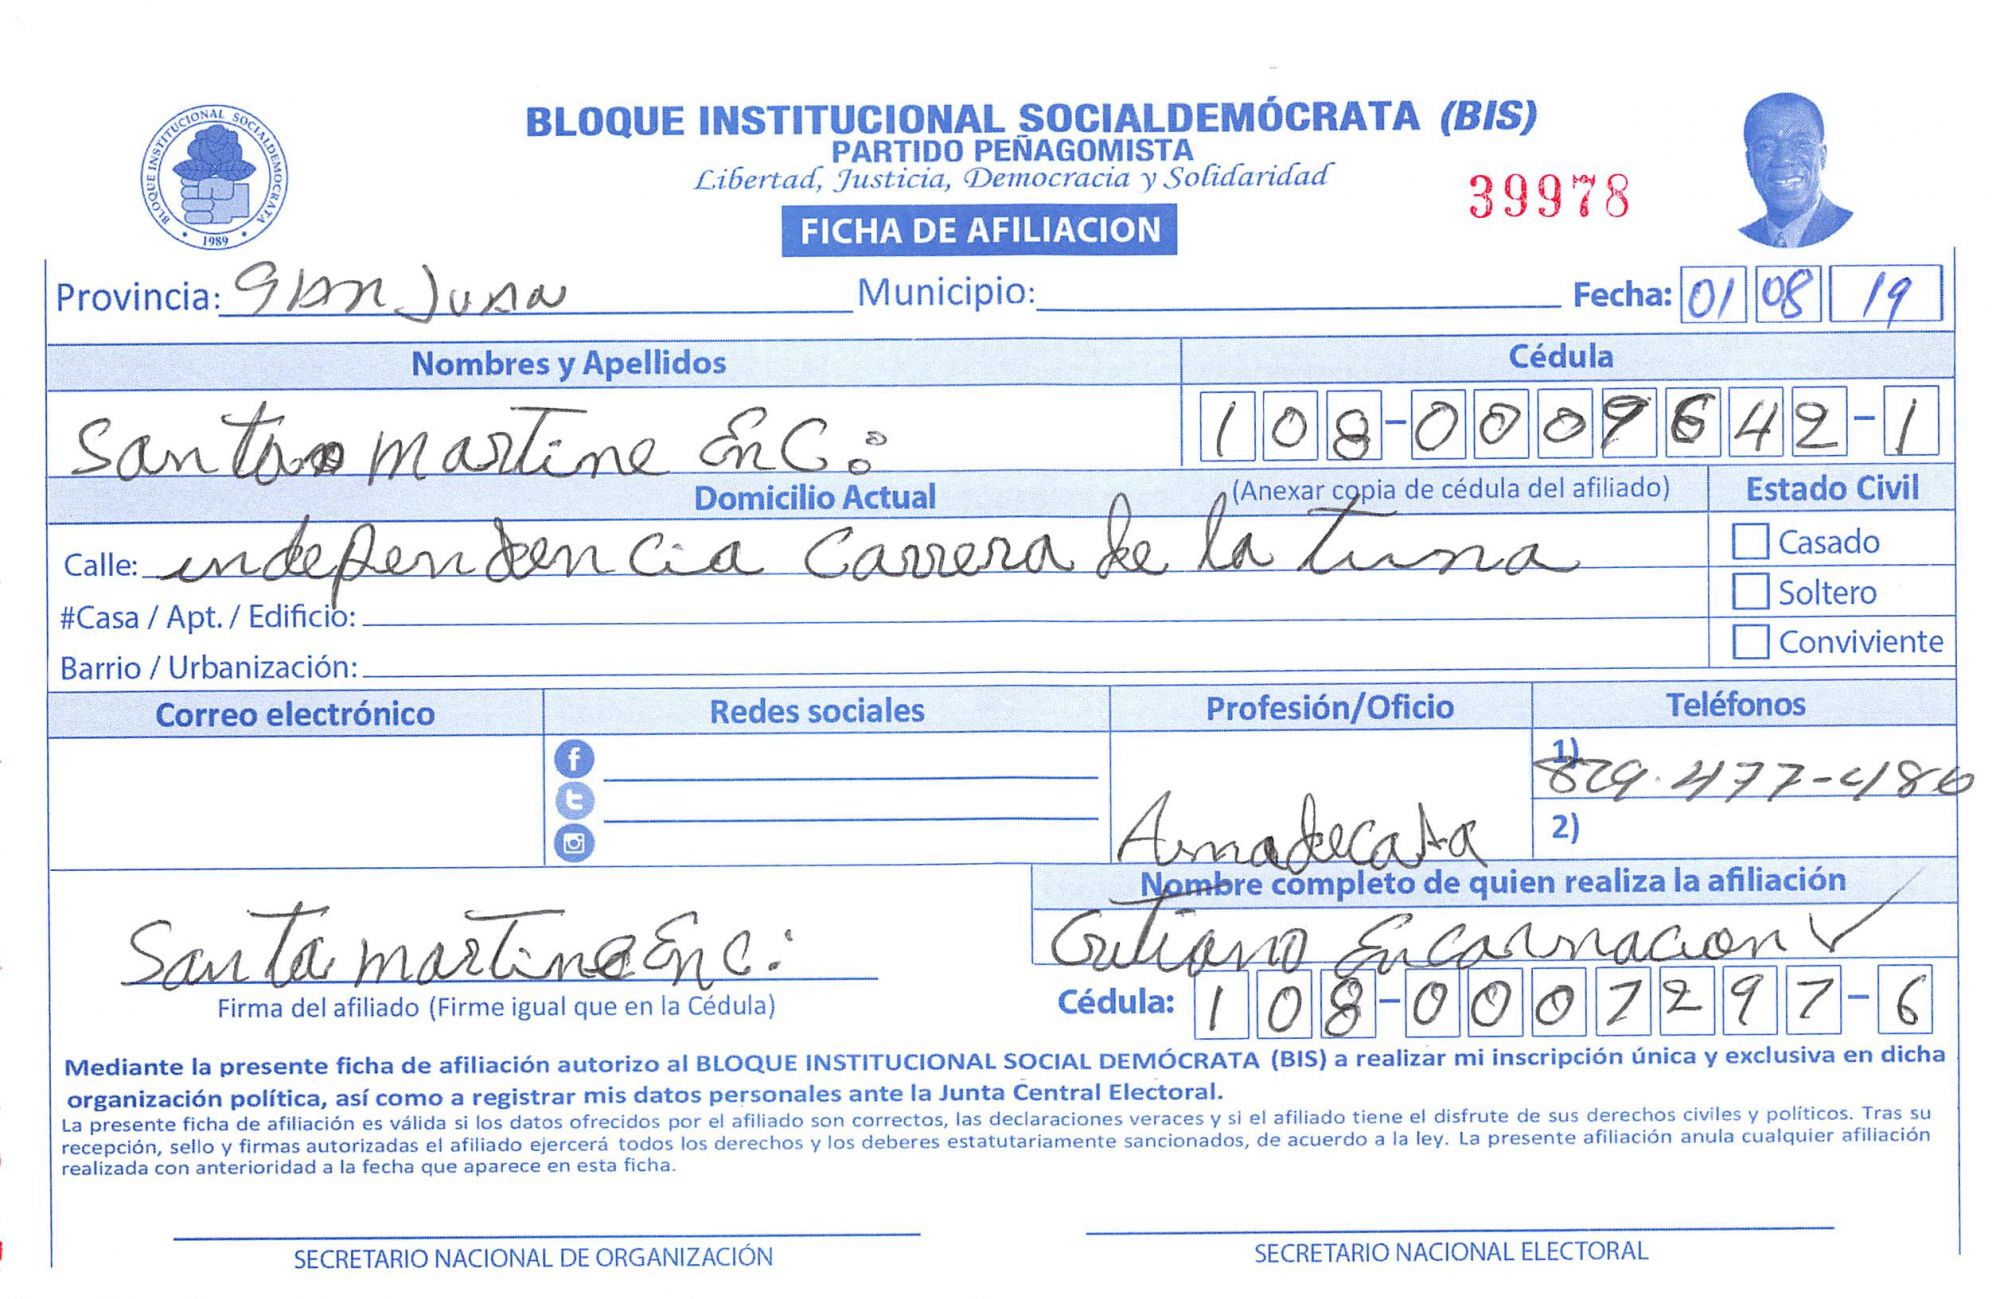 BLOQUE INSTITUCIONAL SOCIALDEMOCRATA
1989
BLOQUE INSTITUCIONAL SOCIALDEMÓCRATA (BIS)
PARTIDO PEÑAGOMISTA
Libertad, Justicia, Democracia y Solidaridad
39978
FICHA DE AFILIACION
Provincia: San Juan Municipio: Fecha: 01 08 19
Nombres y Apellidos Cédula
Santa martine Enc: 108-0009642-1
Domicilio Actual (Anexar copia de cédula del afiliado) Estado Civil
Calle: independencia Carrera de la tuna
Casado
#Casa / Apt. / Edificio:
Soltero
Barrio / Urbanización:
Conviviente
Correo electrónico Redes sociales Profesión/Oficio Teléfonos
1) 829-477-486
2)
Amadecasa
Nombre completo de quien realiza la afiliación
Encarnacion
Santa martine Enc:
Firma del afiliado (Firme igual que en la Cédula) Cédula: 108-0007297-6
Mediante la presente ficha de afiliación autorizo al BLOQUE INSTITUCIONAL SOCIAL DEMÓCRATA (BIS) a realizar mi inscripción única y exclusiva en dicha
organización política, así como a registrar mis datos personales ante la Junta Central Electoral.
La presente ficha de afiliación es válida si los datos ofrecidos por el afiliado son correctos, las declaraciones veraces y si el afiliado tiene el disfrute de sus derechos civiles y políticos. Tras su
recepción, sello y firmas autorizadas el afiliado ejercerá todos los derechos y los deberes estatutariamente sancionados, de acuerdo a la ley. La presente afiliación anula cualquier afiliación
realizada con anterioridad a la fecha que aparece en esta ficha.
SECRETARIO NACIONAL DE ORGANIZACIÓN SECRETARIO NACIONAL ELECTORAL